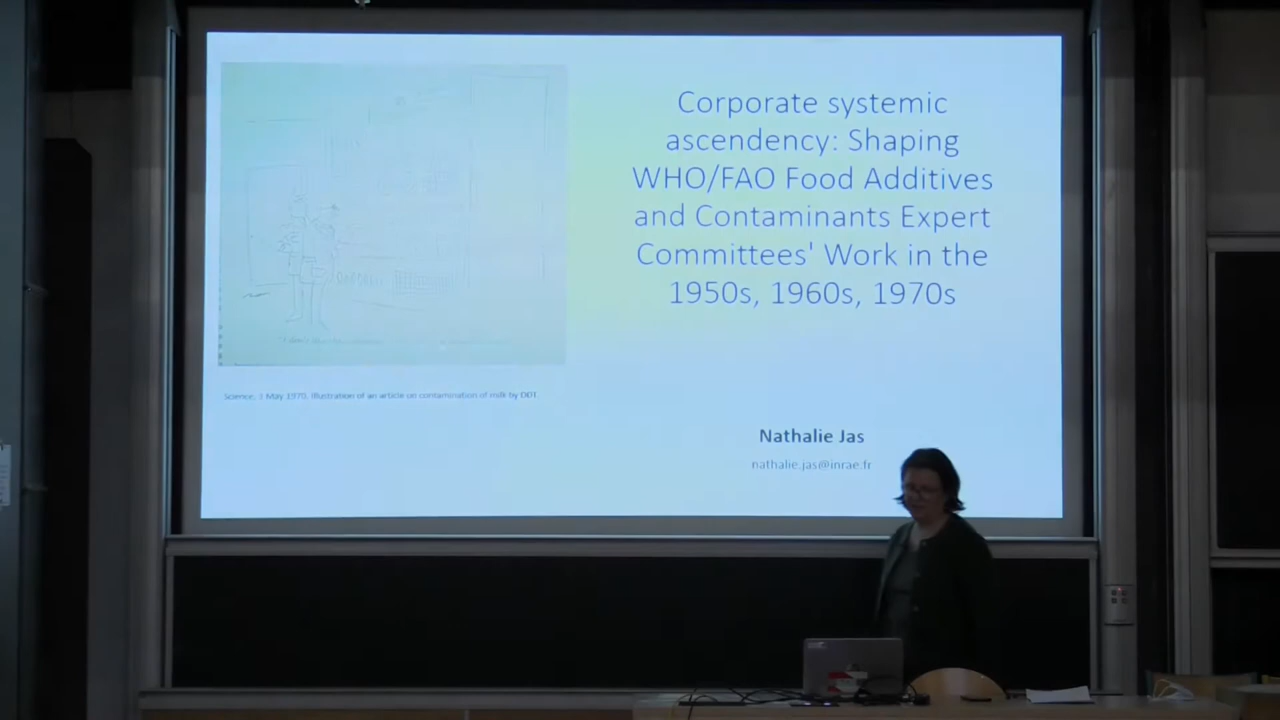 Corporate systemic
ascendency: Shaping
WHO/FAO Food Additives
and Contaminants Expert
Committees' Work in the
1950s, 1960s, 1970s
Science, 1 May 1970, Illustration of an article on contamination of milk by DDT.
Nathalie Jas
nathalie.jas@inrae.fr